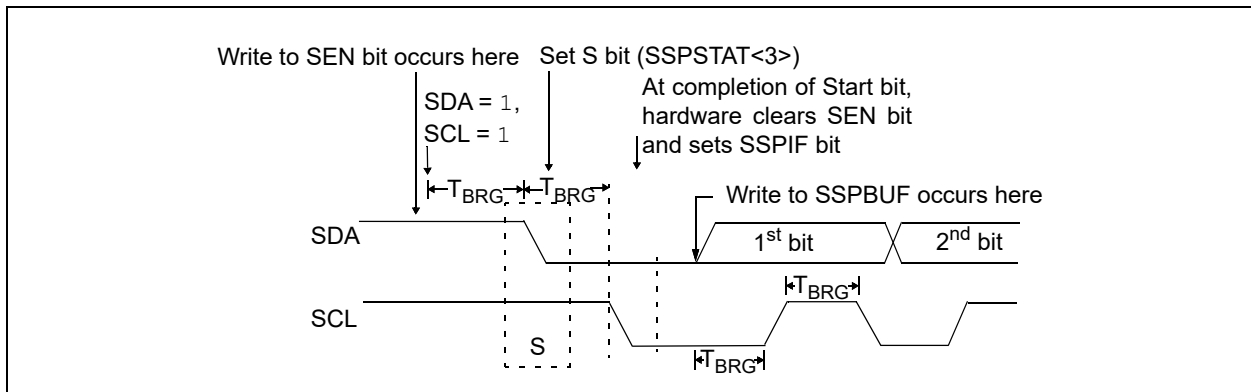 Write to SEN bit occurs here
Set S bit (SSPSTAT<3>)
SDA = 1,
SCL = 1
At completion of Start bit,
hardware clears SEN bit
and sets SSPIF bit
TBRG
TBRG
Write to SSPBUF occurs here
SDA
1st bit
2nd bit
TBRG
SCL
S
TBRG